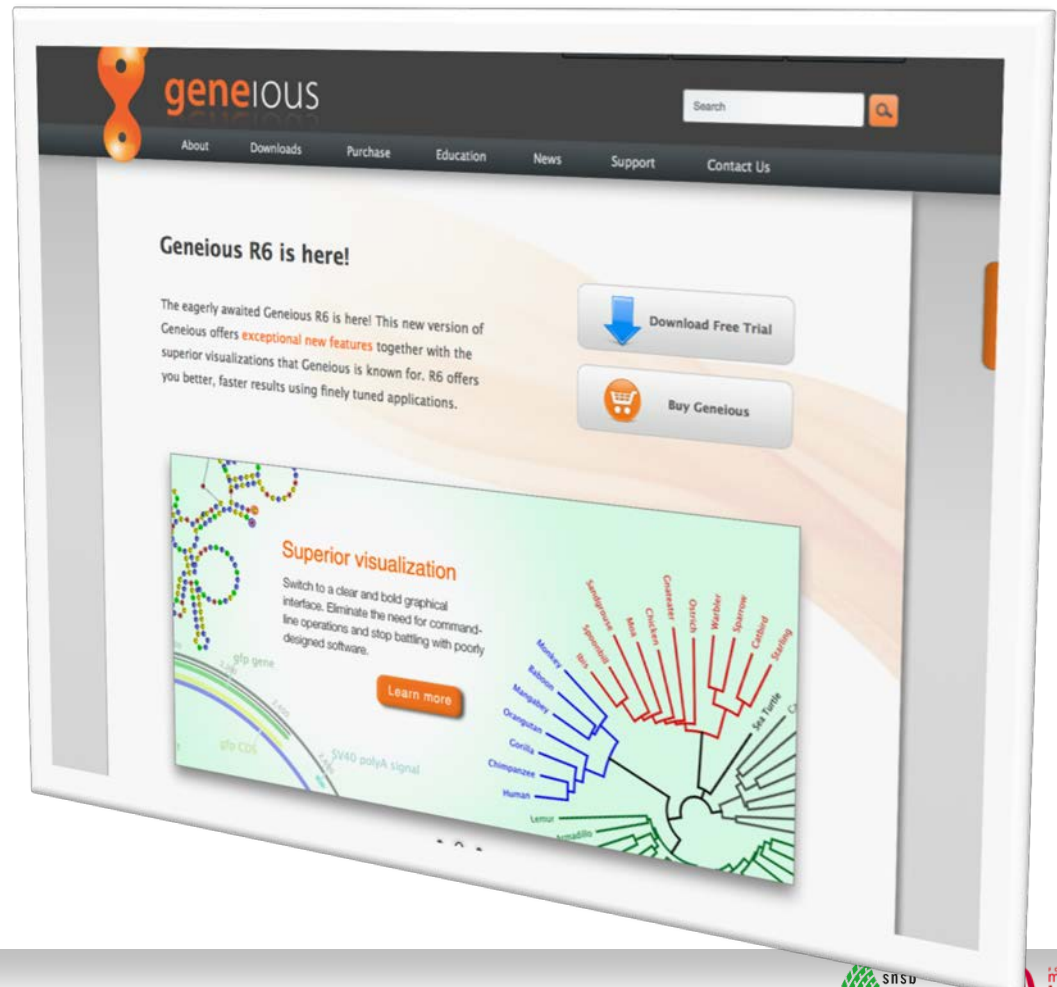 geneious
Search
About Downloads Purchase Education News Support Contact Us
Geneious R6 is here!
The eagerly awaited Geneious R6 is here! This new version of
Geneious offers exceptional new features together with the
superior visualizations that Geneious is known for. R6 offers
you better, faster results using finely tuned applications.
Download Free Trial
Buy Geneious
Superior visualization
Switch to a clear and bold graphical
interface. Eliminate the need for command-
line operations and stop battling with poorly
designed software.
Learn more
gfp gene
gfp CDS
SV40 polyA signal
Monkey
Baboon
Mangabey
Orangutan
Gorilla
Chimpanzee
Human
Lemur
Armadillo
Ibis
Spoonbill
Sandgrouse
Moa
Chicken
Gnateater
Ostrich
Warbler
Sparrow
Catbird
Starling
Sea Turtle
snsb